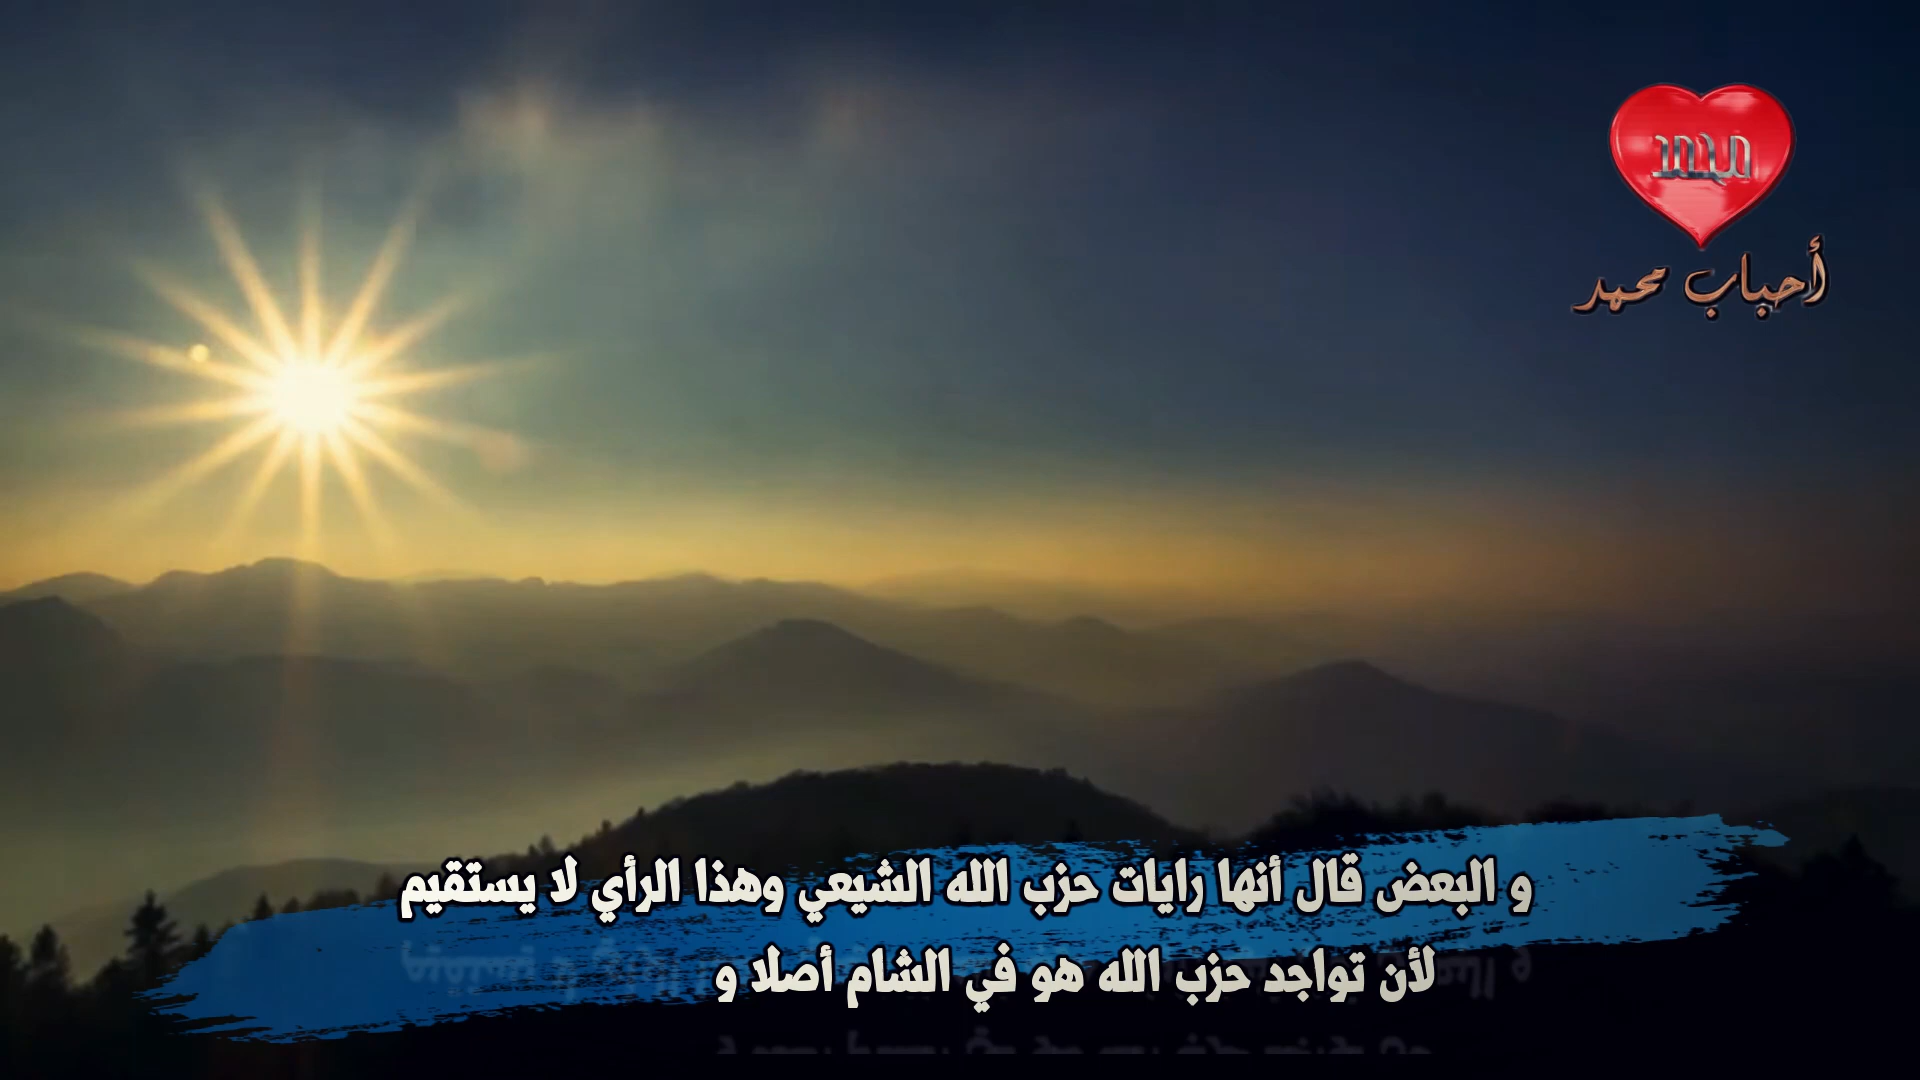 محمد
أحباب محمد
و البعض قال أنها رايات حزب الله الشيعي وهذا الرأي لا يستقيم
لأن تواجد حزب الله هو في الشام أصلا و